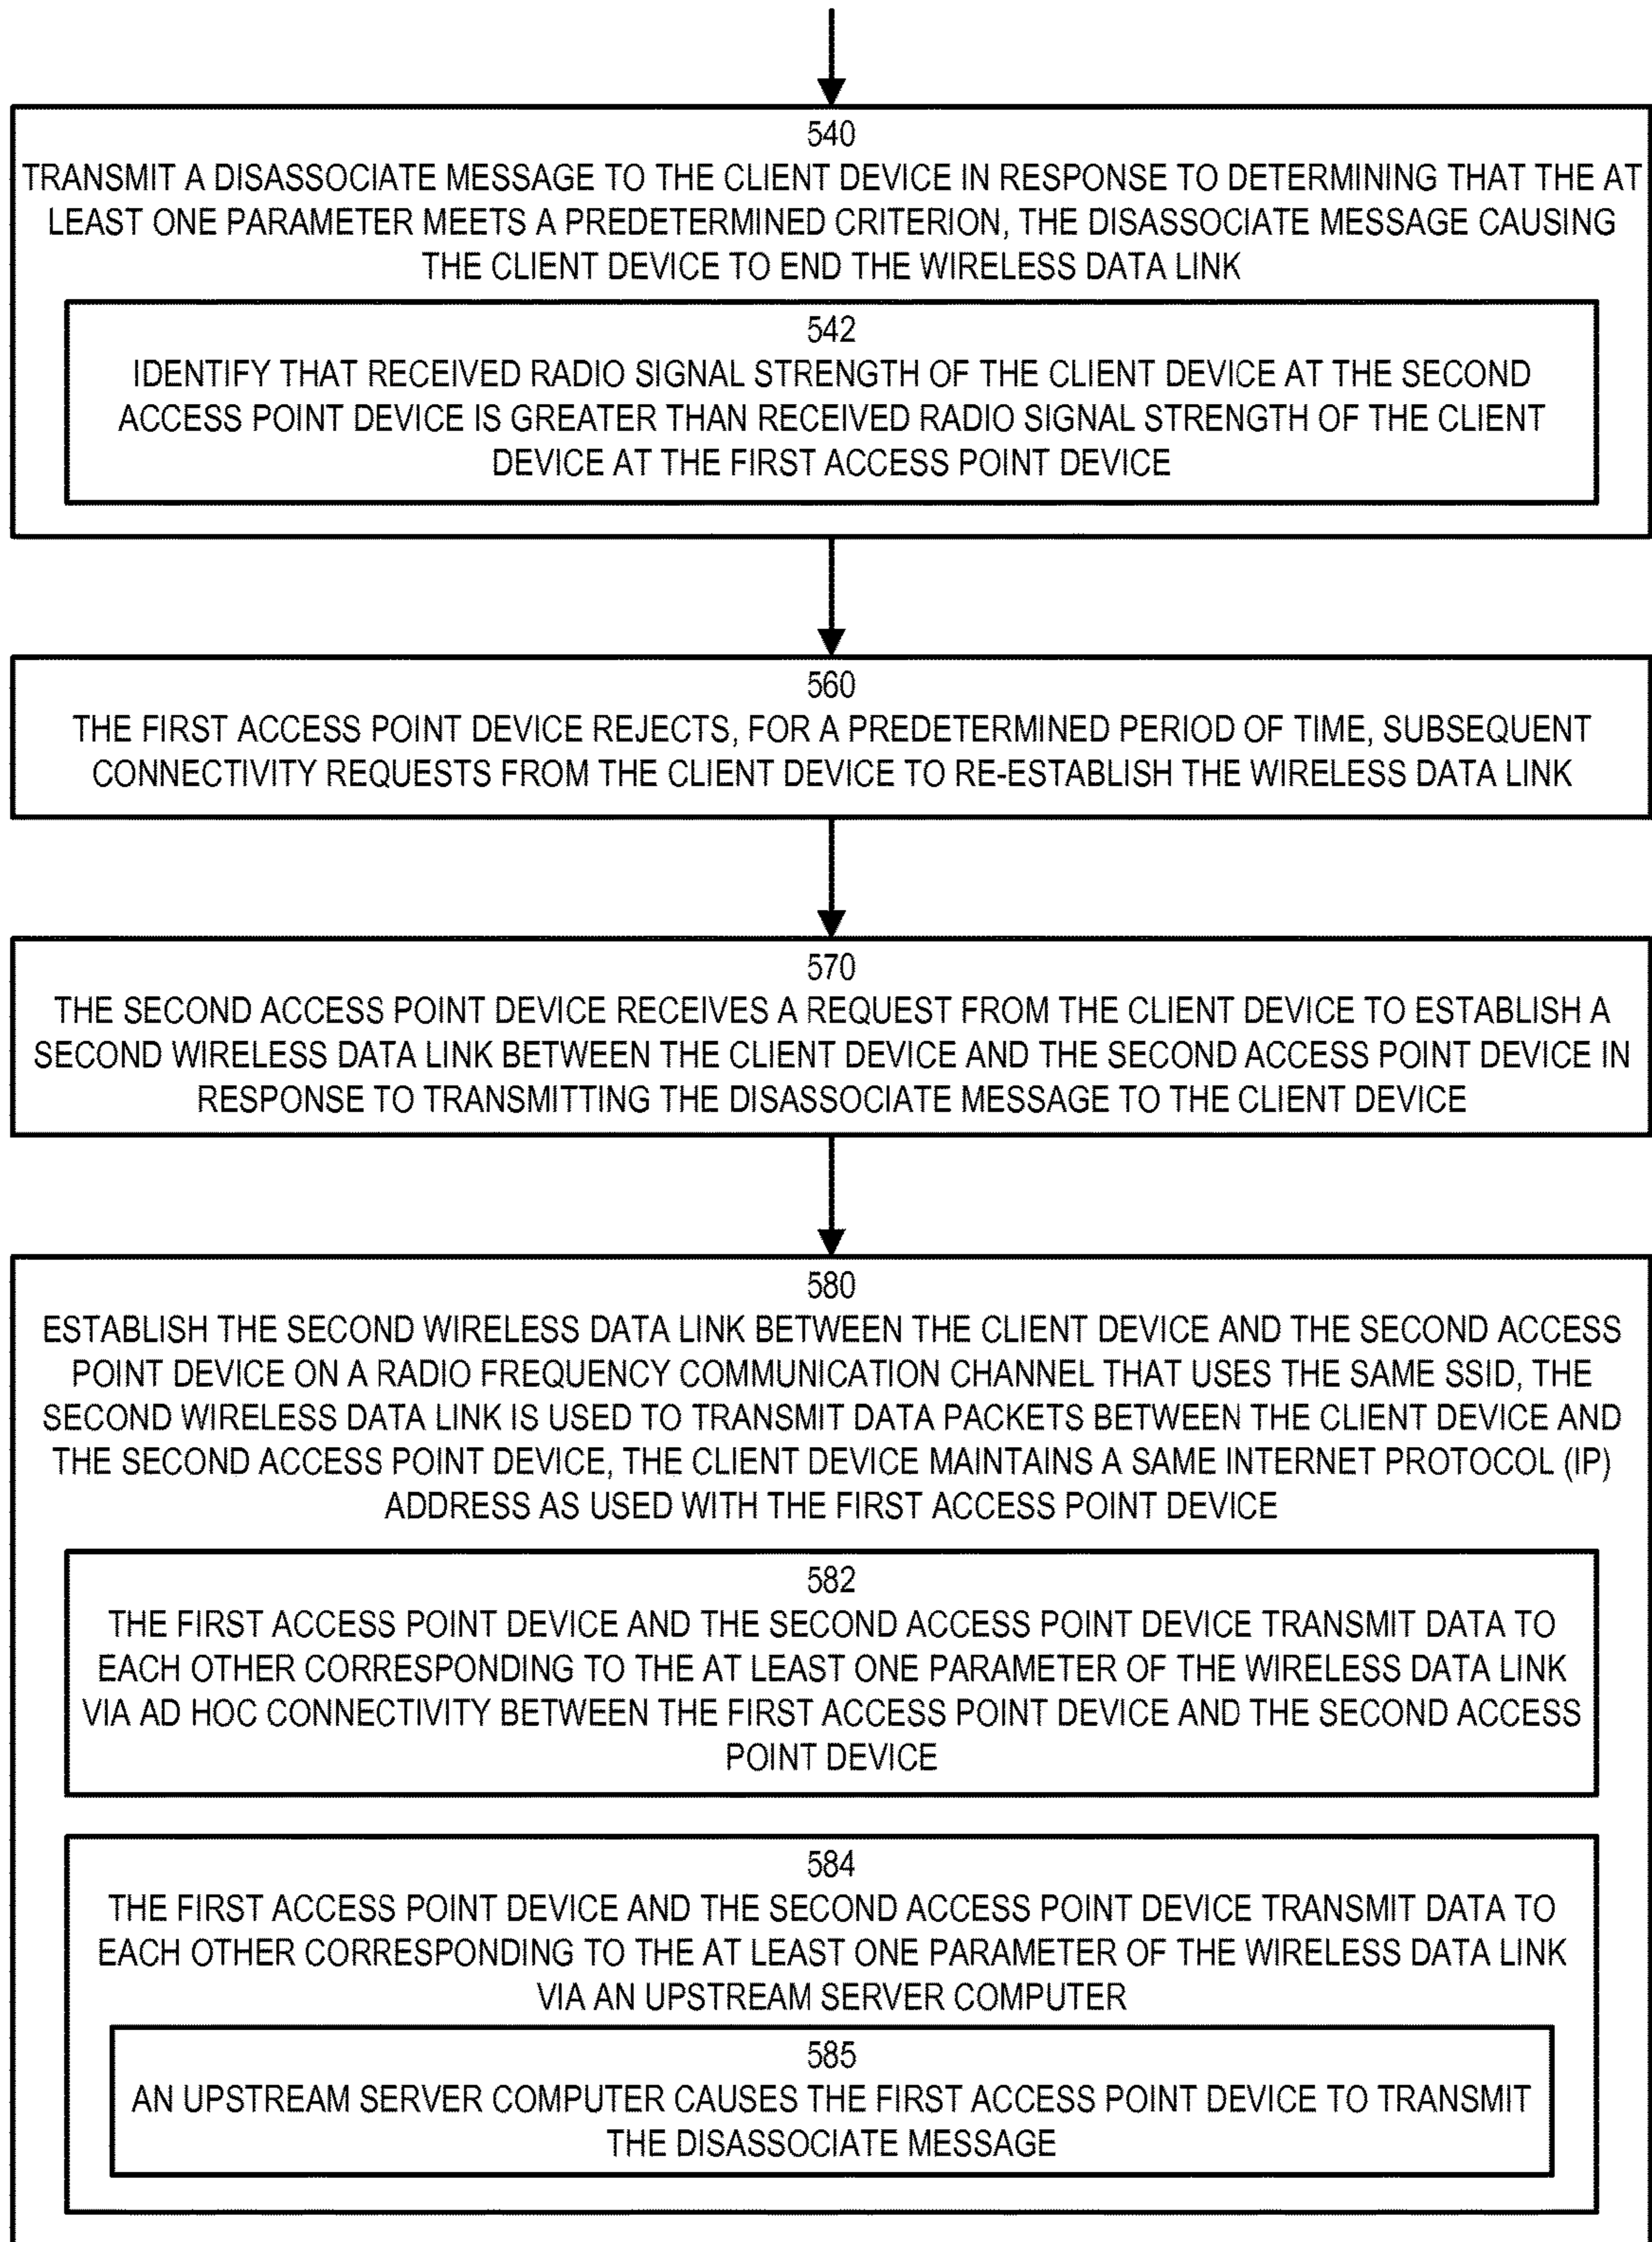 540
TRANSMIT A DISASSOCIATE MESSAGE TO THE CLIENT DEVICE IN RESPONSE TO DETERMINING THAT THE AT
LEAST ONE PARAMETER MEETS A PREDETERMINED CRITERION, THE DISASSOCIATE MESSAGE CAUSING
THE CLIENT DEVICE TO END THE WIRELESS DATA LINK
542
IDENTIFY THAT RECEIVED RADIO SIGNAL STRENGTH OF THE CLIENT DEVICE AT THE SECOND
ACCESS POINT DEVICE IS GREATER THAN RECEIVED RADIO SIGNAL STRENGTH OF THE CLIENT
DEVICE AT THE FIRST ACCESS POINT DEVICE
560
THE FIRST ACCESS POINT DEVICE REJECTS, FOR A PREDETERMINED PERIOD OF TIME, SUBSEQUENT
CONNECTIVITY REQUESTS FROM THE CLIENT DEVICE TO RE-ESTABLISH THE WIRELESS DATA LINK
570
THE SECOND ACCESS POINT DEVICE RECEIVES A REQUEST FROM THE CLIENT DEVICE TO ESTABLISH A
SECOND WIRELESS DATA LINK BETWEEN THE CLIENT DEVICE AND THE SECOND ACCESS POINT DEVICE IN
RESPONSE TO TRANSMITTING THE DISASSOCIATE MESSAGE TO THE CLIENT DEVICE
580
ESTABLISH THE SECOND WIRELESS DATA LINK BETWEEN THE CLIENT DEVICE AND THE SECOND ACCESS
POINT DEVICE ON A RADIO FREQUENCY COMMUNICATION CHANNEL THAT USES THE SAME SSID, THE
SECOND WIRELESS DATA LINK IS USED TO TRANSMIT DATA PACKETS BETWEEN THE CLIENT DEVICE AND
THE SECOND ACCESS POINT DEVICE, THE CLIENT DEVICE MAINTAINS A SAME INTERNET PROTOCOL (IP)
ADDRESS AS USED WITH THE FIRST ACCESS POINT DEVICE
582
THE FIRST ACCESS POINT DEVICE AND THE SECOND ACCESS POINT DEVICE TRANSMIT DATA TO
EACH OTHER CORRESPONDING TO THE AT LEAST ONE PARAMETER OF THE WIRELESS DATA LINK
VIA AD HOC CONNECTIVITY BETWEEN THE FIRST ACCESS POINT DEVICE AND THE SECOND ACCESS
POINT DEVICE
584
THE FIRST ACCESS POINT DEVICE AND THE SECOND ACCESS POINT DEVICE TRANSMIT DATA TO
EACH OTHER CORRESPONDING TO THE AT LEAST ONE PARAMETER OF THE WIRELESS DATA LINK
VIA AN UPSTREAM SERVER COMPUTER
585
AN UPSTREAM SERVER COMPUTER CAUSES THE FIRST ACCESS POINT DEVICE TO TRANSMIT
THE DISASSOCIATE MESSAGE